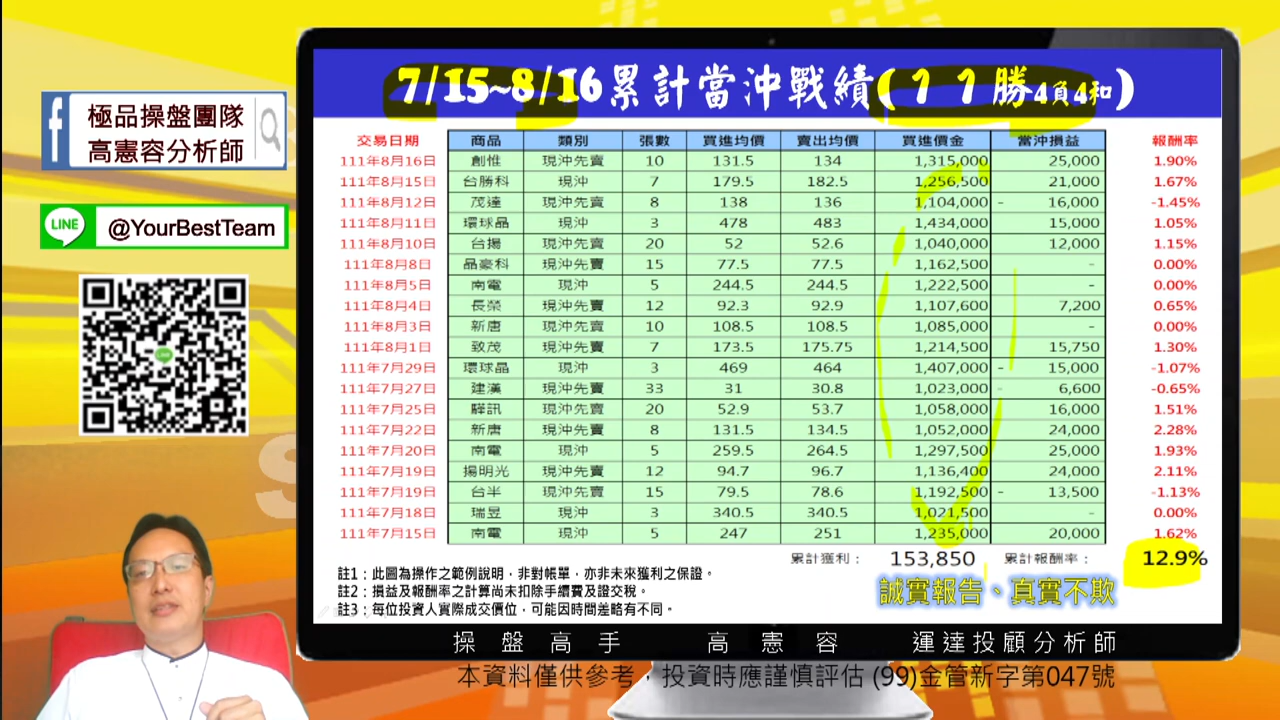 極品操盤團隊
高憲容分析師
LINE
@YourBestTeam
LINE
7/15~8/16累計當沖戰績(11勝4負4和)
交易日期 商品 類別 張數 買進均價 賣出均價 買進價金 當沖損益 報酬率
111年8月16日 創惟 現沖先賣 10 131.5 134 1,315,000 25,000 1.90%
111年8月15日 台勝科 現沖 7 179.5 182.5 1,256,500 21,000 1.67%
111年8月12日 茂達 現沖先賣 8 138 136 1,104,000 - 16,000 -1.45%
111年8月11日 環球晶 現沖 3 478 483 1,434,000 15,000 1.05%
111年8月10日 台揚 現沖先賣 20 52 52.6 1,040,000 12,000 1.15%
111年8月8日 晶豪科 現沖先賣 15 77.5 77.5 1,162,500 - 0.00%
111年8月5日 南電 現沖 5 244.5 244.5 1,222,500 - 0.00%
111年8月4日 長榮 現沖先賣 12 92.3 92.9 1,107,600 7,200 0.65%
111年8月3日 新唐 現沖先賣 10 108.5 108.5 1,085,000 - 0.00%
111年8月1日 致茂 現沖先賣 7 173.5 175.75 1,214,500 15,750 1.30%
111年7月29日 環球晶 現沖 3 469 464 1,407,000 - 15,000 -1.07%
111年7月27日 建漢 現沖先賣 33 31 30.8 1,023,000 - 6,600 -0.65%
111年7月25日 驊訊 現沖先賣 20 52.9 53.7 1,058,000 16,000 1.51%
111年7月22日 新唐 現沖先賣 8 131.5 134.5 1,052,000 24,000 2.28%
111年7月20日 南電 現沖 5 259.5 264.5 1,297,500 25,000 1.93%
111年7月19日 揚明光 現沖先賣 12 94.7 96.7 1,136,400 24,000 2.11%
111年7月19日 台半 現沖先賣 15 79.5 78.6 1,192,500 - 13,500 -1.13%
111年7月18日 瑞昱 現沖 3 340.5 340.5 1,021,500 - 0.00%
111年7月15日 南電 現沖 5 247 251 1,235,000 20,000 1.62%
累計獲利： 153,850 累計報酬率： 12.9%
註1：此圖為操作之範例說明，非對帳單，亦非未來獲利之保證。
註2：損益及報酬率之計算尚未扣除手續費及證交稅。
註3：每位投資人實際成交價位，可能因時間差略有不同。
誠實報告、真實不欺
操盤高手 高憲容 運達投顧分析師
本資料僅供參考，投資時應謹慎評估 (99)金管新字第047號